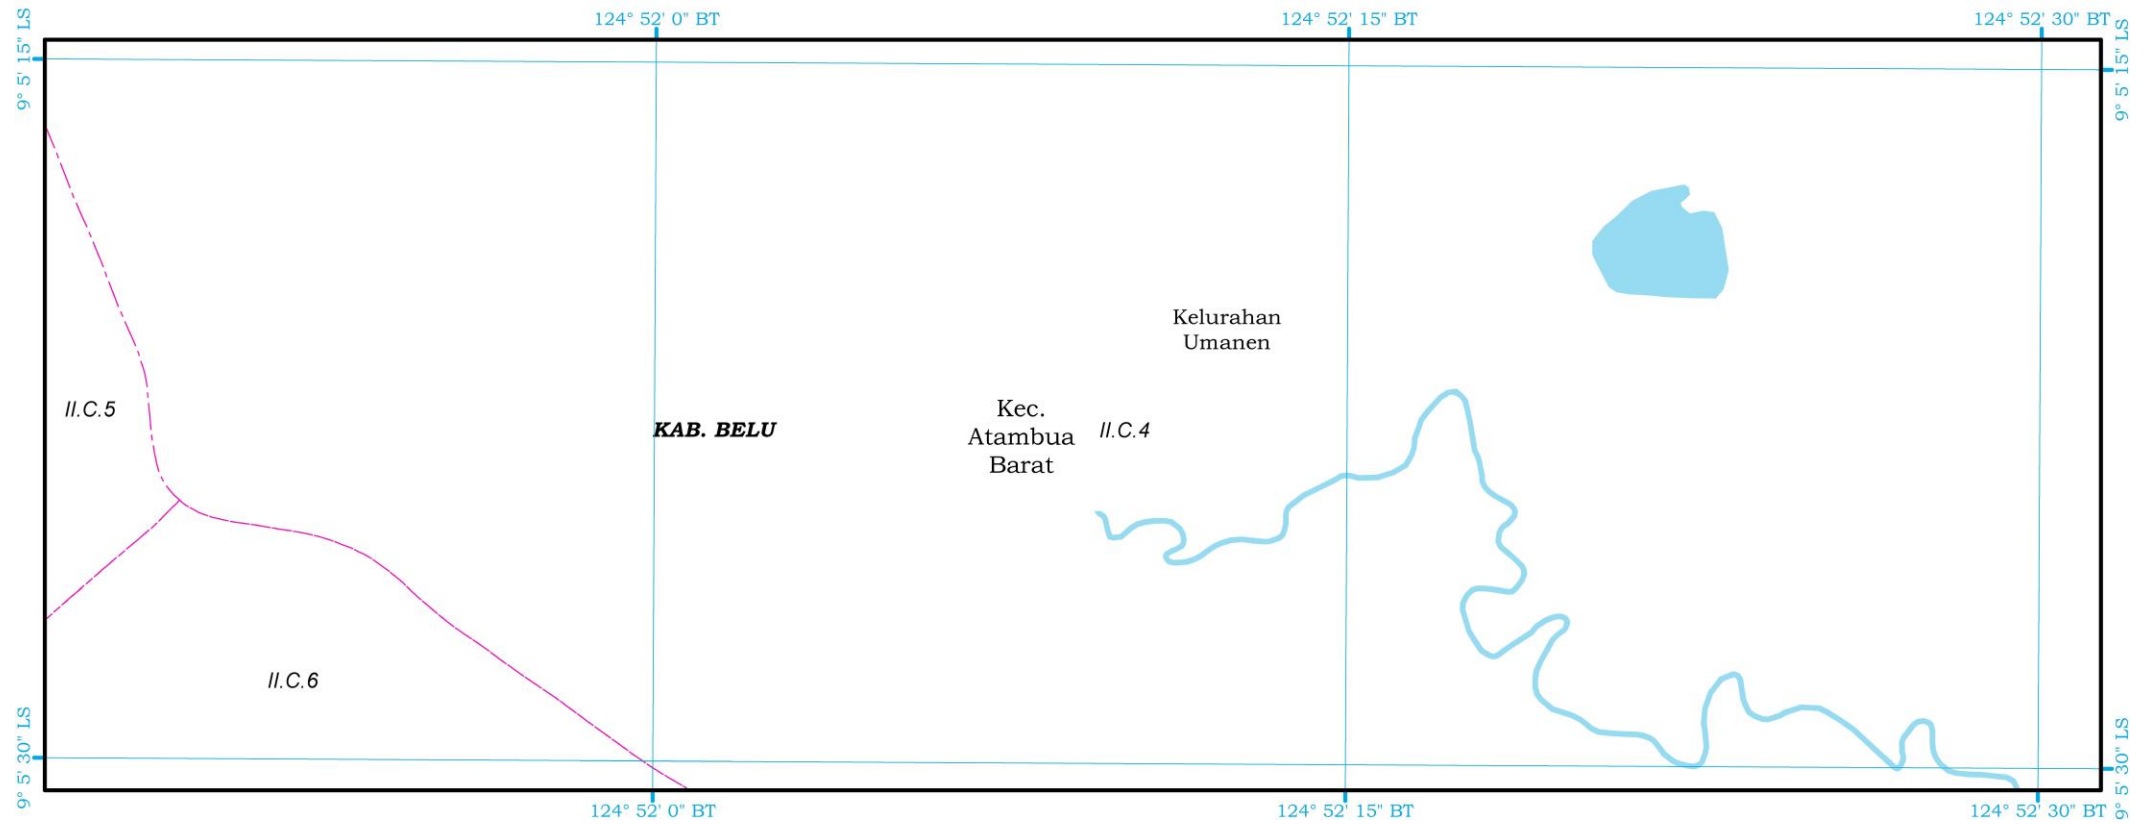 124° 52' 0" BT
124° 52' 15" BT
124° 52' 30" BT
9° 5' 15" LS
9° 5' 15" LS
Kelurahan
Umanen
II.C.5
KAB. BELU
Kec.
Atambua
Barat
II.C.4
II.C.6
9° 5' 30" LS
9° 5' 30" LS
124° 52' 0" BT
124° 52' 15" BT
124° 52' 30" BT